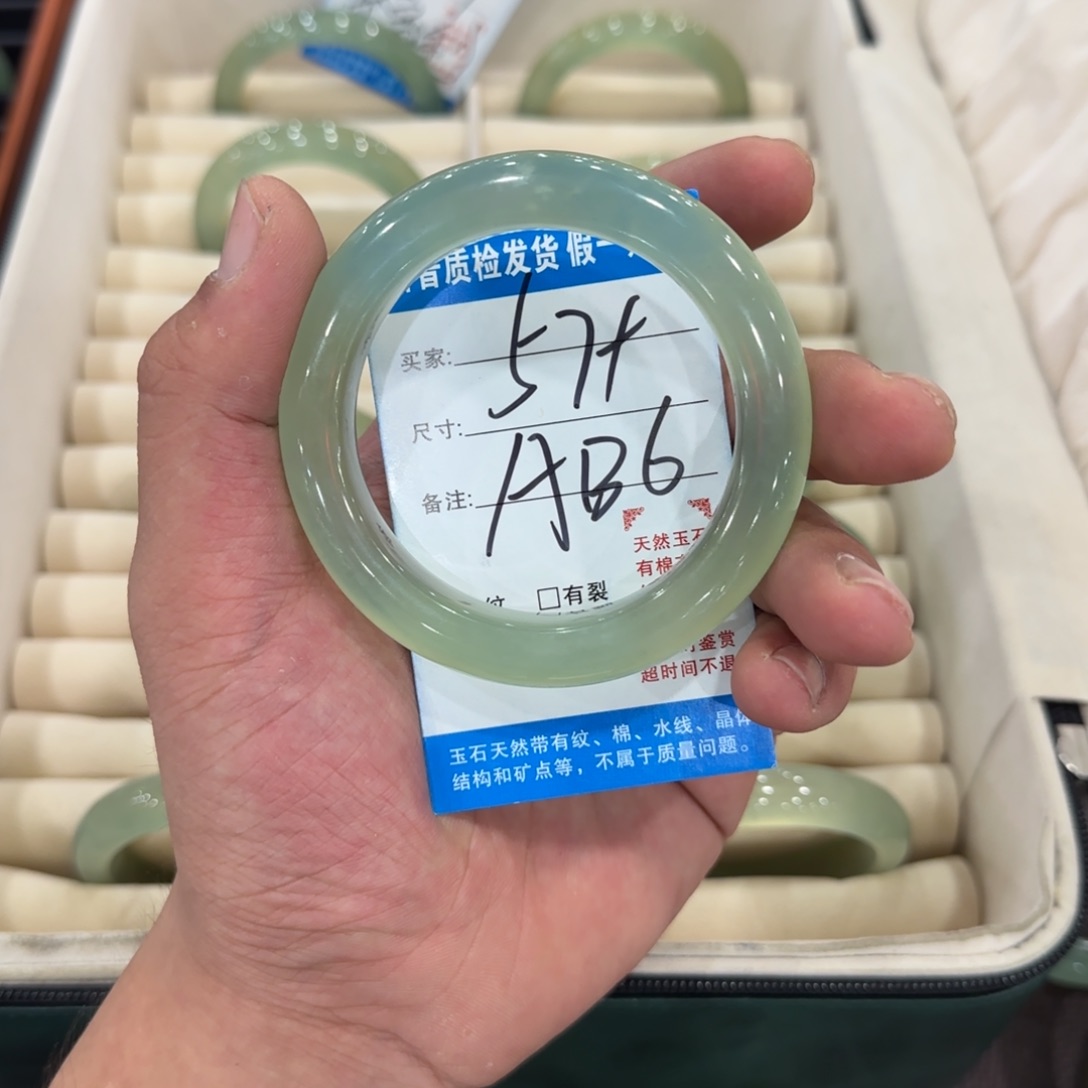 音质检发货 假一
买家:
57+
尺寸:
AB6
备注:
天然玉石
有棉
纹 □有裂
鉴赏
超时间不退
玉石天然带有纹、棉、水线、晶体
结构和矿点等，不属于质量问题。